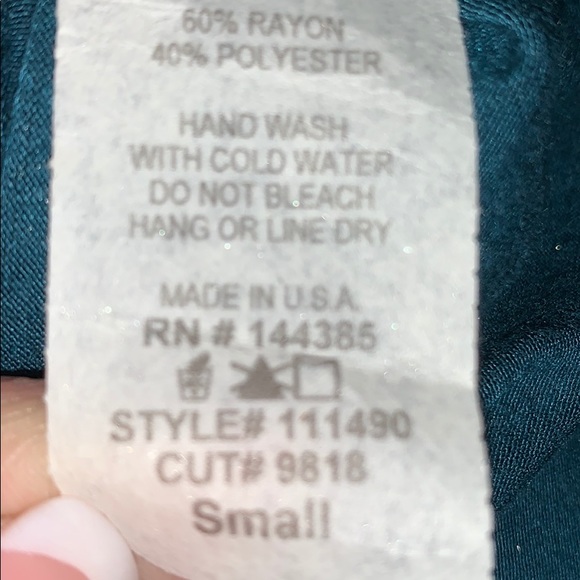 60% RAYON
40% POLYESTER
HAND WASH
WITH COLD WATER
DO NOT BLEACH
HANG OR LINE DRY
MADE IN U.S.A.
RN # 144385
STYLE# 111490
CUT# 9818
Small